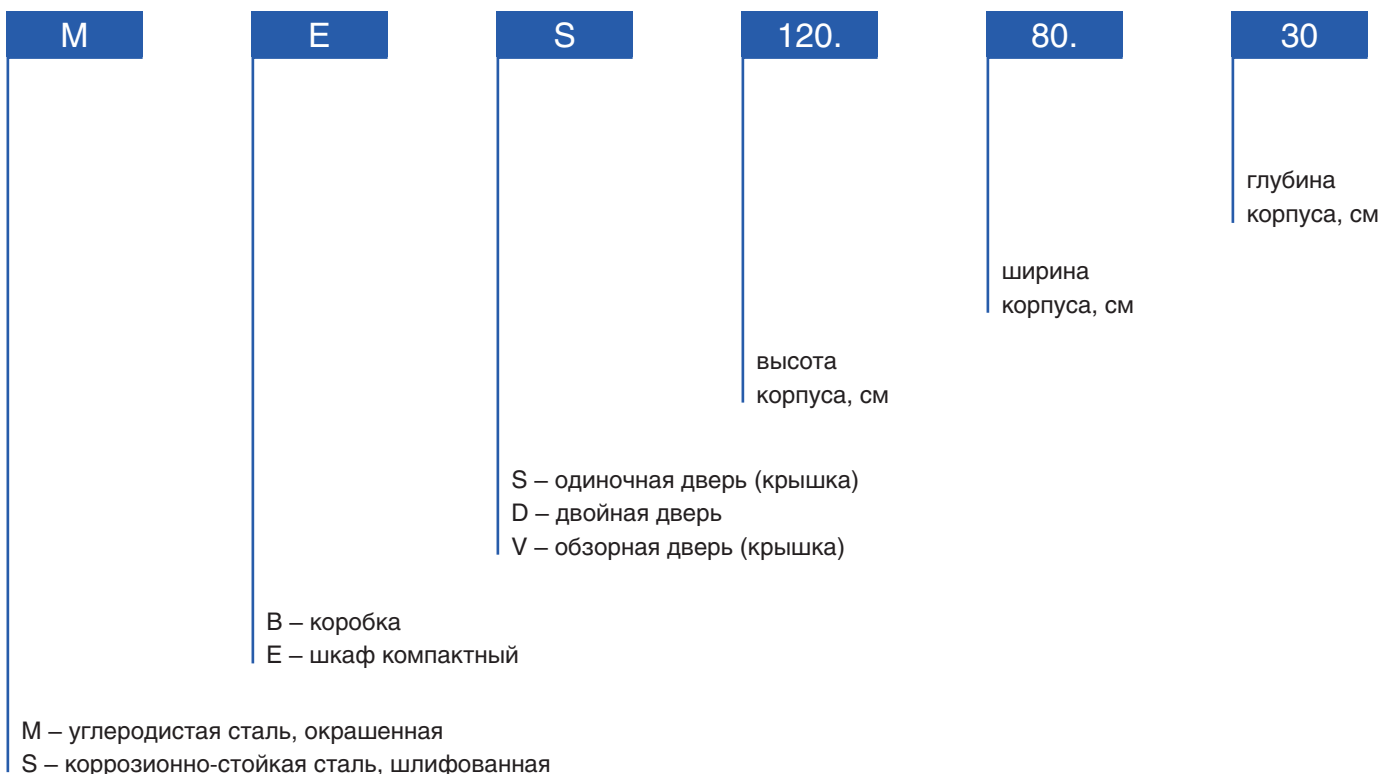 M E S 120. 80. 30
глубина
корпуса, см
ширина
корпуса, см
высота
корпуса, см
S – одиночная дверь (крышка)
D – двойная дверь
V – обзорная дверь (крышка)
B – коробка
E – шкаф компактный
M – углеродистая сталь, окрашенная
S – коррозионно-стойкая сталь, шлифованная